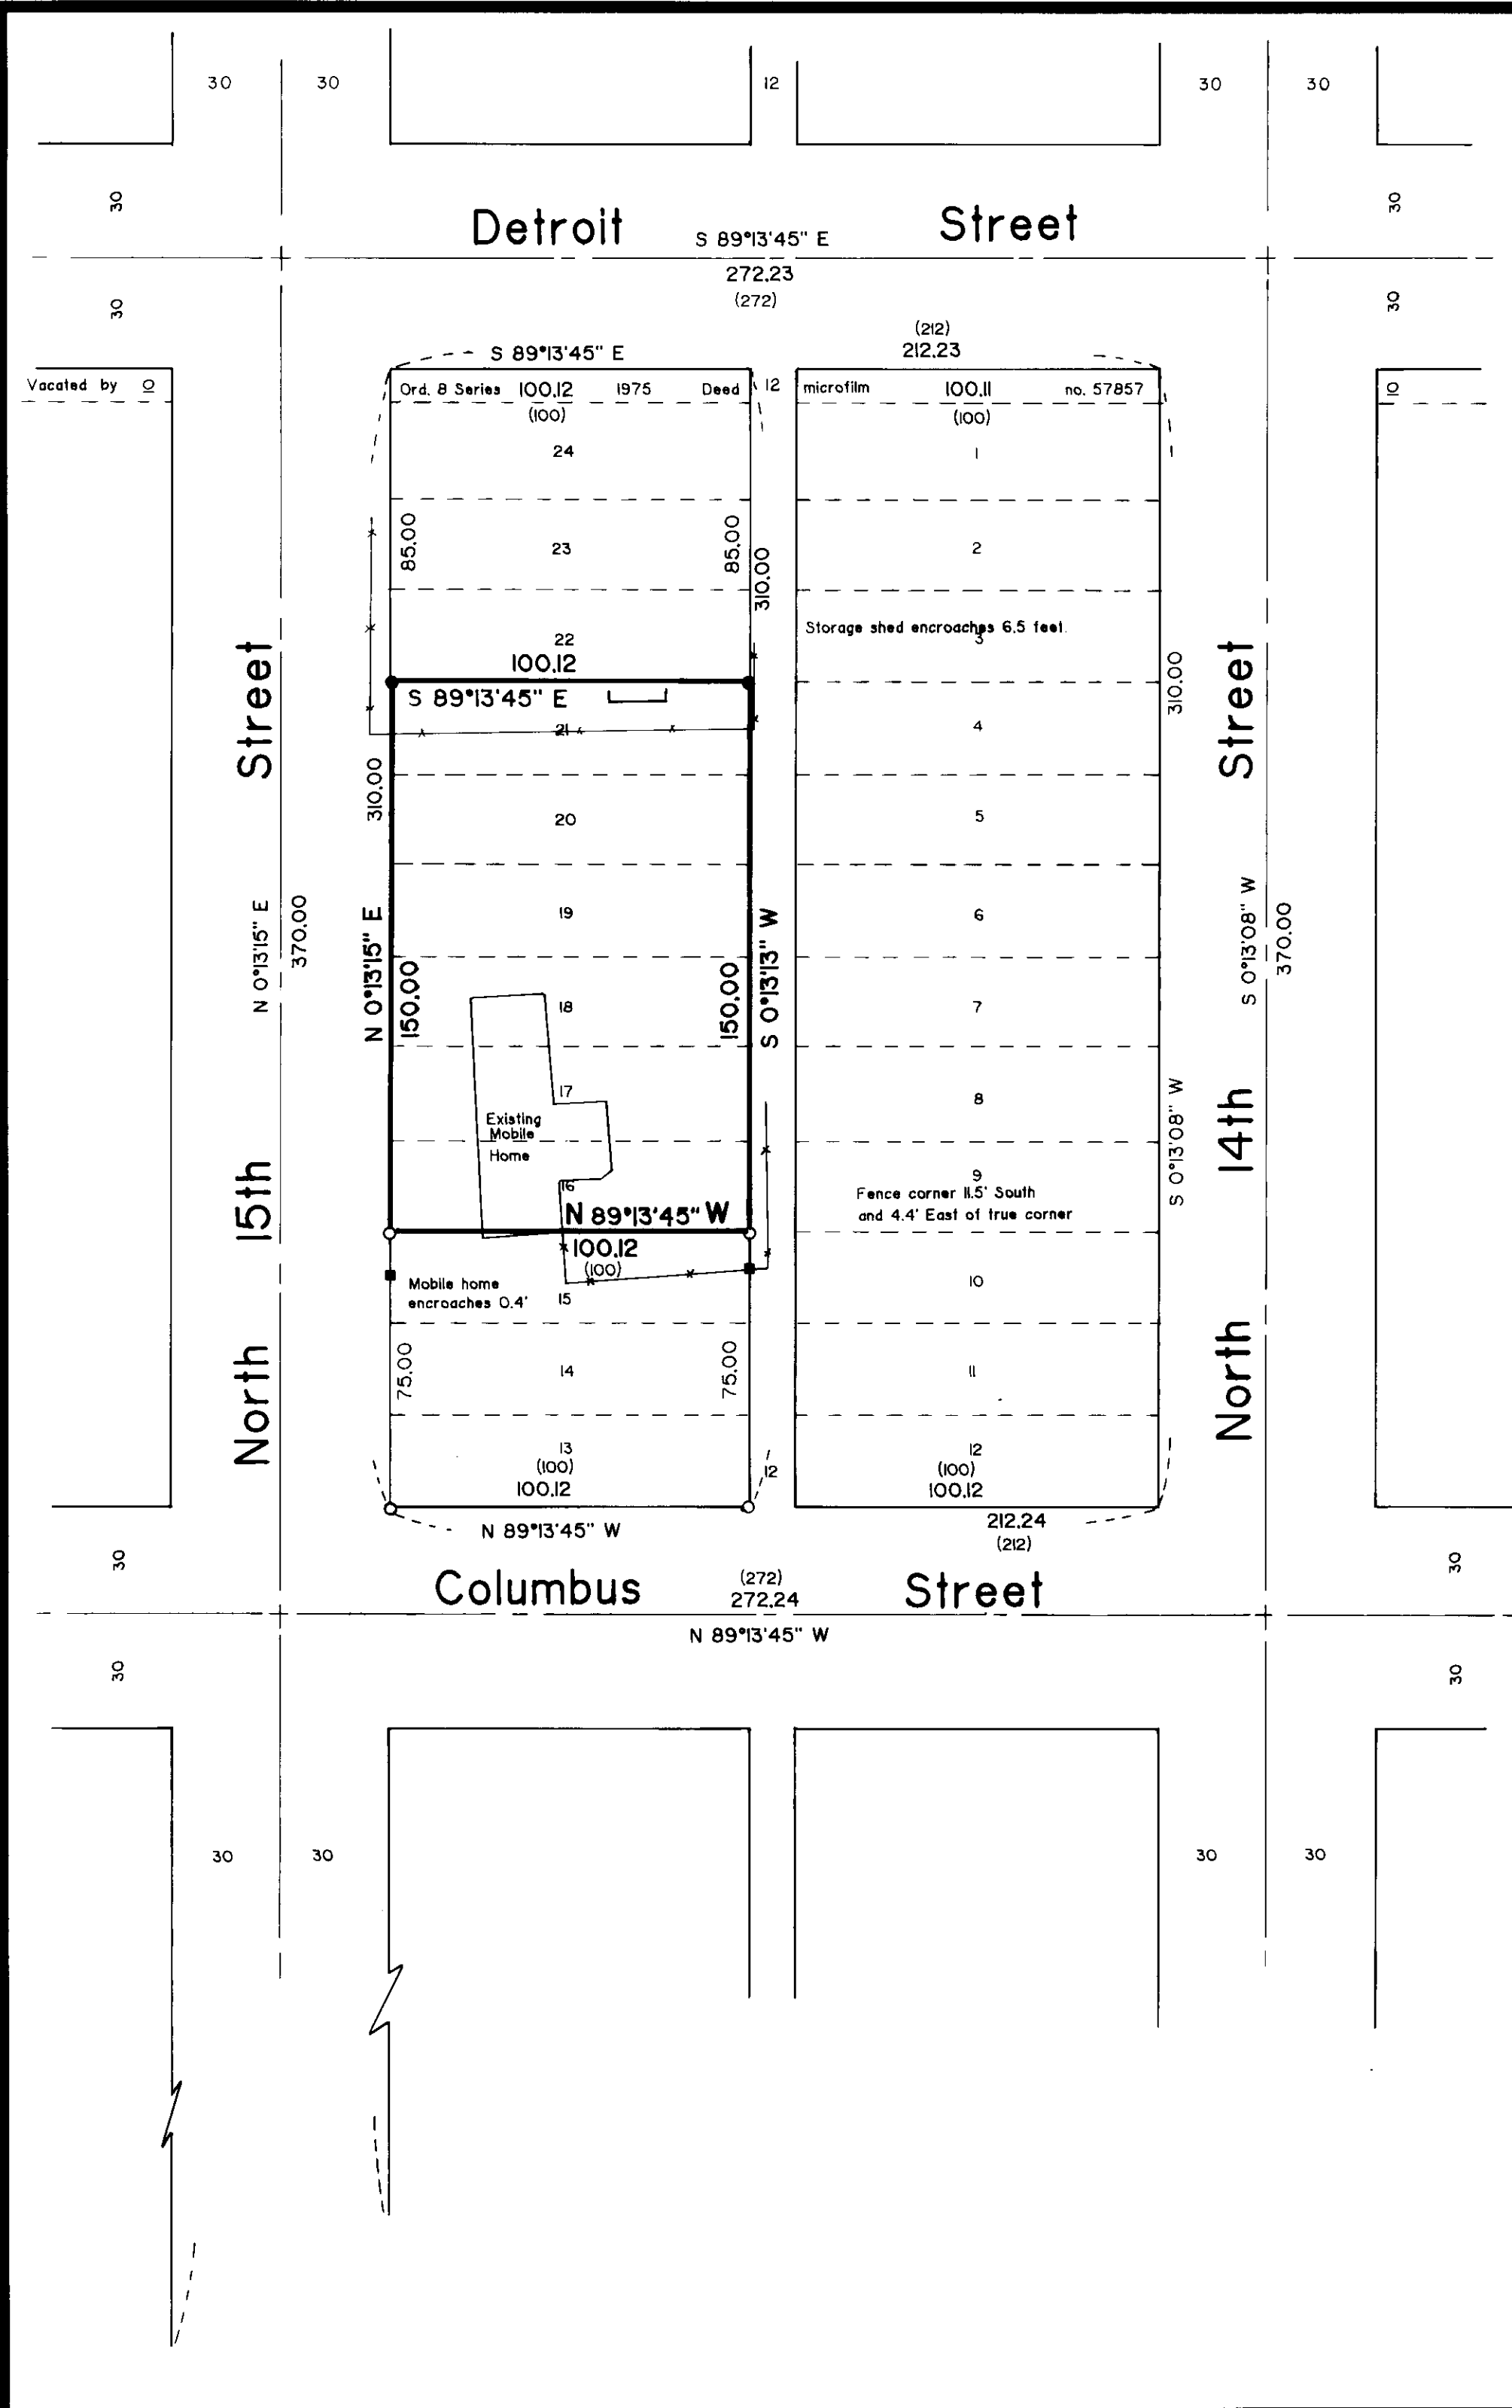 30 30 12 30 30
30 30
Detroit Street
S 89°13'45" E
272.23
(272)
30 30
(212)
S 89°13'45" E 212.23
Vacated by 10 Ord. 8 Series 100.12 1975 Deed 12 microfilm 100.11 no. 57857 10
(100) (100)
24 1
85.00 85.00 310.00
23 2
Storage shed encroaches 6.5 feet.
22 3
100.12
S 89°13'45" E
310.00
21 4
310.00
20 5
19 6
N 0°13'15" E
370.00
N 0°13'15" E
150.00
150.00
S 0°13'13" W
S 0°13'08" W
370.00
18 7
17 8
Existing
Mobile
Home
S 0°13'08" W
16 9
Fence corner 11.5' South
and 4.4' East of true corner
N 89°13'45" W
100.12
(100)
Mobile home
encroaches 0.4'
15 10
North 15th Street
North 14th Street
75.00 14 75.00 11
13 12
(100) 12 (100)
100.12 100.12
N 89°13'45" W 212.24
(212)
30 30
Columbus Street
(272)
272.24
N 89°13'45" W
30 30
30 30 30 30